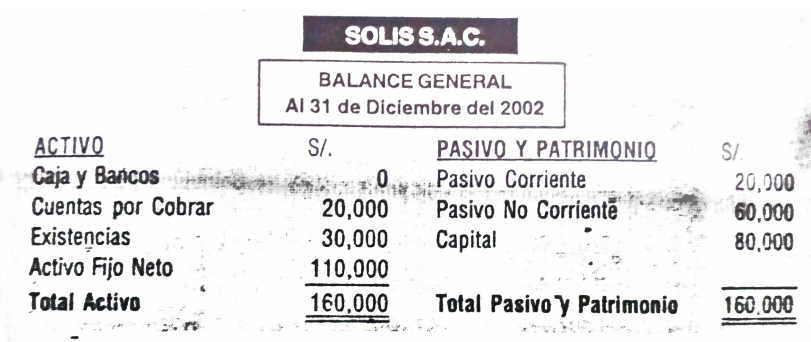 SOLIS S.A.C.
BALANCE GENERAL
Al 31 de Diciembre del 2002
ACTIVO S/. PASIVO Y PATRIMONIO S/.
Caja y Bancos 0 Pasivo Corriente 20,000
Cuentas por Cobrar 20,000 Pasivo No Corriente 60,000
Existencias 30,000 Capital 80,000
Activo Fijo Neto 110,000
Total Activo 160,000 Total Pasivo y Patrimonio 160,000